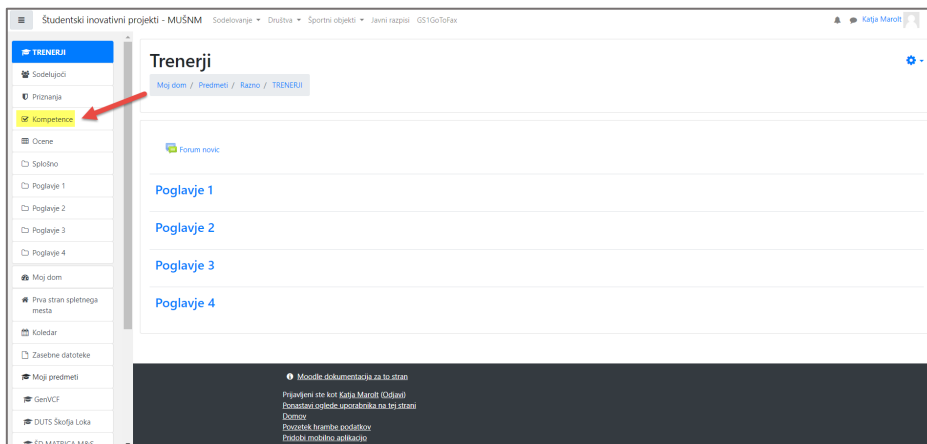 Študentski inovativni projekti - MUŠNM Sodelovanje Društva Športni objekti Javni razpisi GS1GoToFax Katja Marolt
TRENERJI
Sodelujoči
Priznanja
Kompetence
Ocene
Splošno
Poglavje 1
Poglavje 2
Poglavje 3
Poglavje 4
Moj dom
Prva stran spletnega
mesta
Koledar
Zasebne datoteke
Moji predmeti
GenVCF
DUTS Škofja Loka
ŠD MATRICA M&S
Trenerji
Moj dom / Predmeti / Razno / TRENERJI
Forum novic
Poglavje 1
Poglavje 2
Poglavje 3
Poglavje 4
Moodle dokumentacija za to stran
Prijavljeni ste kot Katja Marolt (Odjavi)
Ponastavi oglede uporabnika na tej strani
Domov
Povzetek hrambe podatkov
Pridobi mobilno aplikacijo